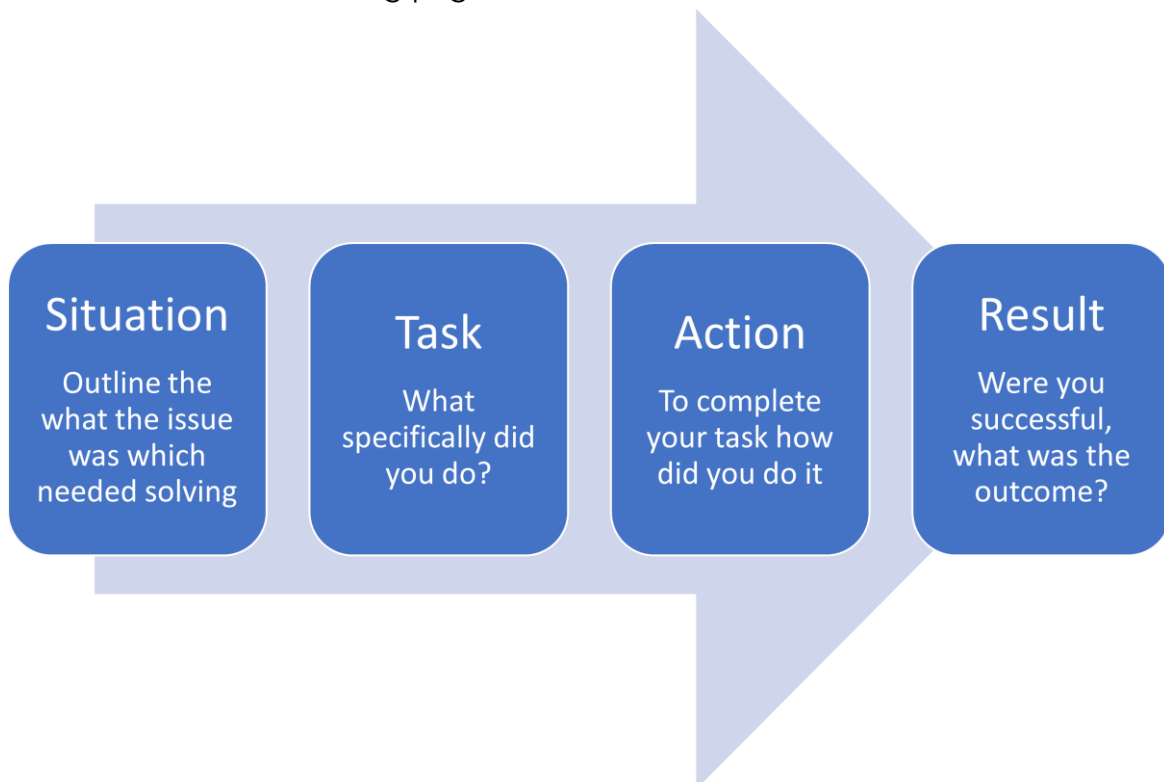 Situation
Outline the
what the issue
was which
needed solving
Task
What
specifically did
you do?
Action
To complete
your task how
did you do it
Result
Were you
successful,
what was the
outcome?